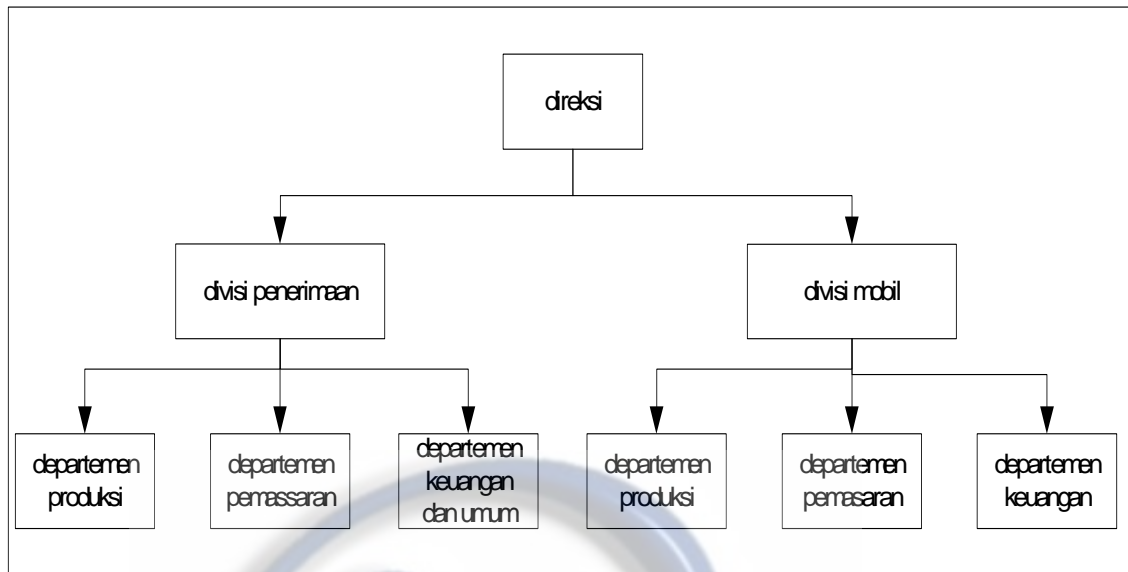 direksi
divisi penerimaan
divisi mobil
departemen
produksi
departemen
pemassaran
departemen
keuangan
dan umum
departemen
produksi
departemen
pemasaran
departemen
keuangan